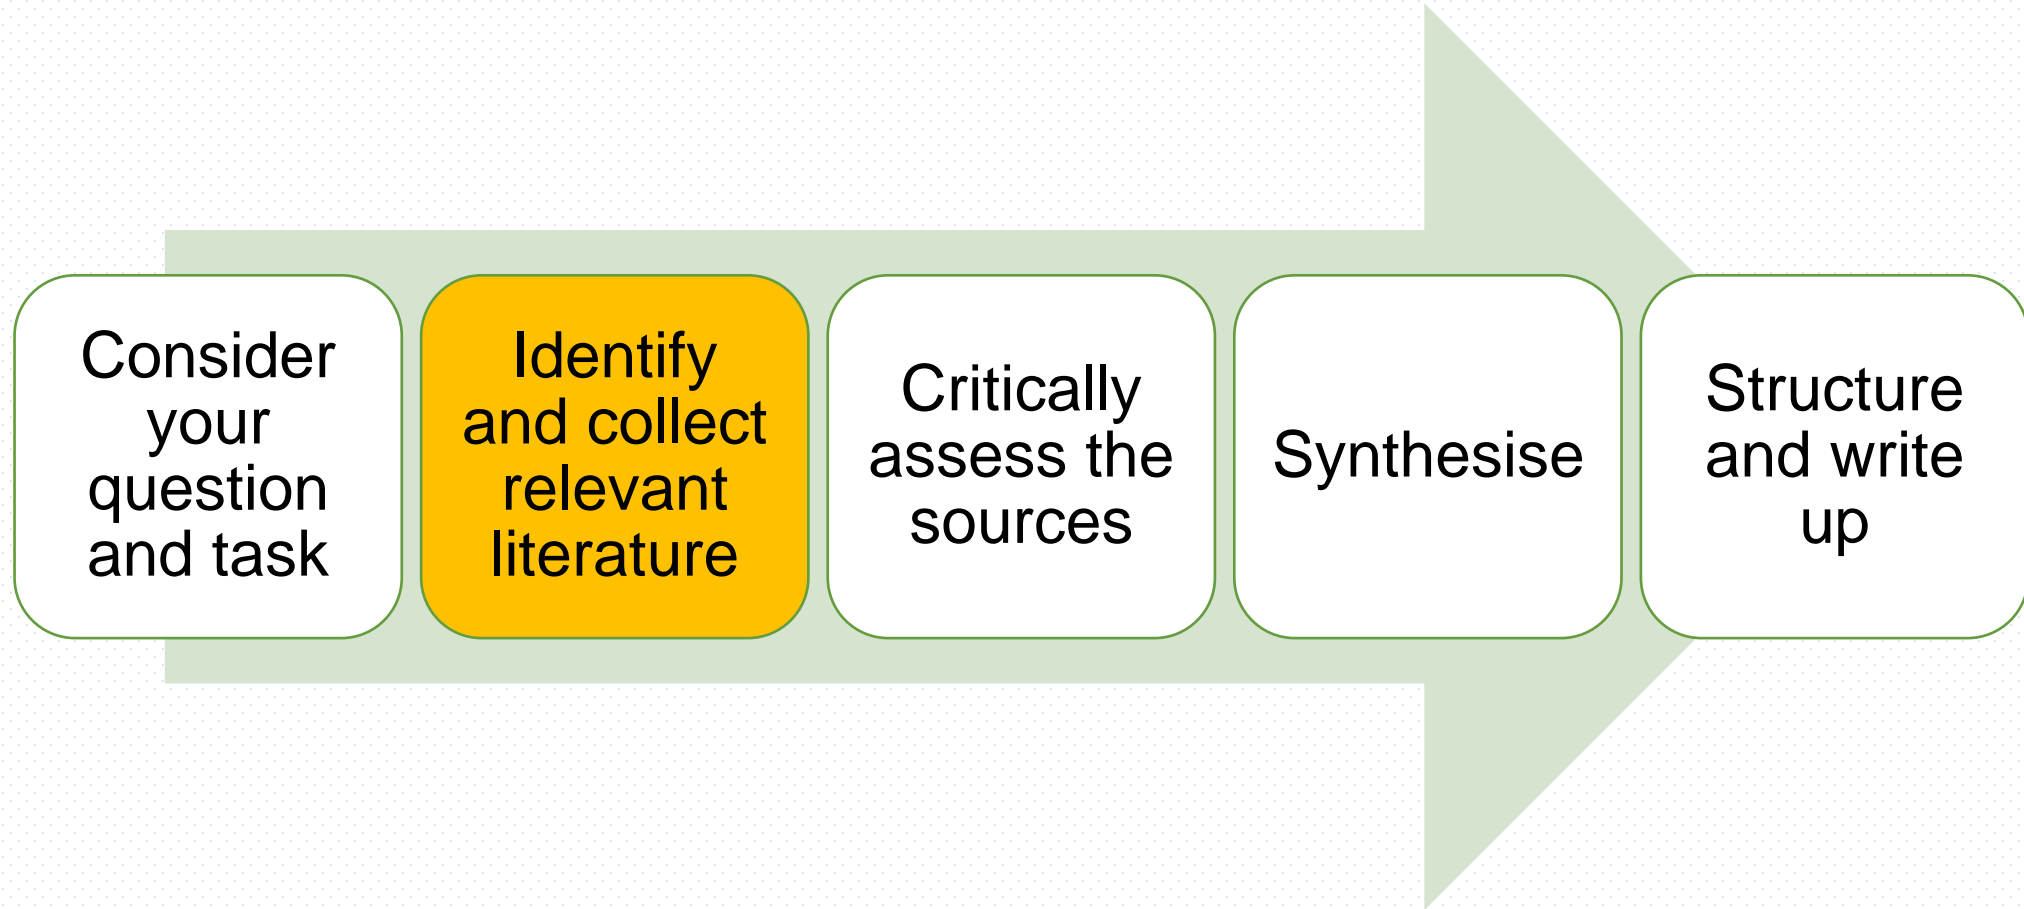 Consider
your
question
and task
Identify
and collect
relevant
literature
Critically
assess the
sources
Synthesise
Structure
and write
up